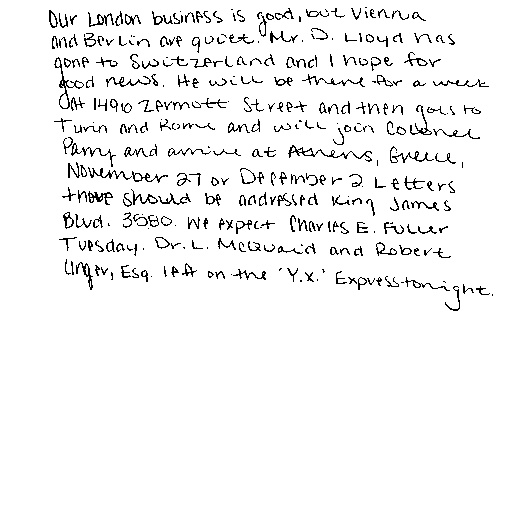 Our London business is good, but Vienna
and Berlin are quiet. Mr. D. Lloyd has
gone to Switzerland and I hope for
good news. He will be there for a week
at 1490 Zermott Street and then goes to
Turin and Rome and will join Colonel
Parry and arrive at Athens, Greece,
November 27 or December 2. Letters
there should be addressed King James
Blvd. 3580. We expect Charles E. Fuller
Tuesday. Dr. L. McQuaid and Robert
Unger, Esq. left on the 'Y.X.' Express tonight.